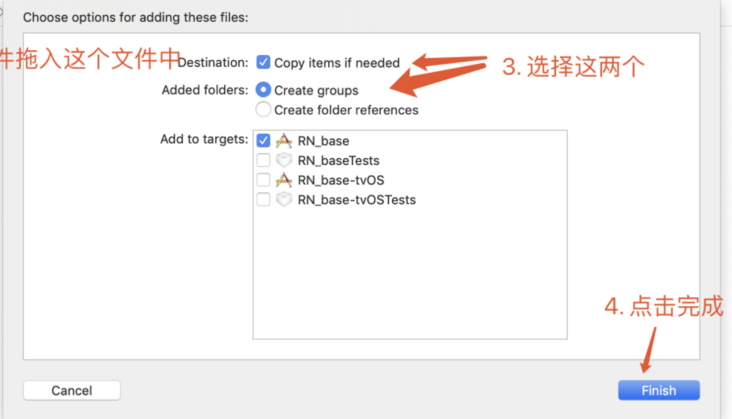 Choose options for adding these files:
件拖入这个文件中
Destination: Copy items if needed
3. 选择这两个
Added folders: Create groups
Create folder references
Add to targets: RN_base
RN_baseTests
RN_base-tvOS
RN_base-tvOSTests
4. 点击完成
Cancel
Finish